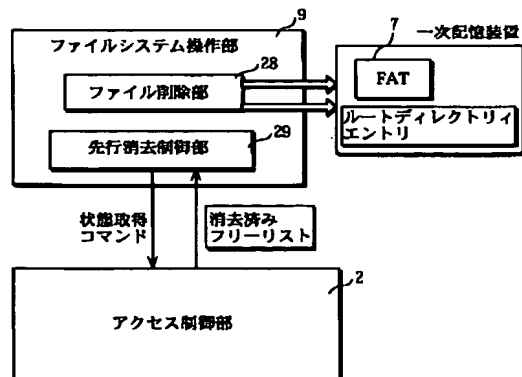 9
ファイルシステム操作部
28
ファイル削除部
29
先行消去制御部
一次記憶装置
7
FAT
ルートディレクトリィ
エントリ
状態取得
コマンド
消去済み
フリーリスト
2
アクセス制御部